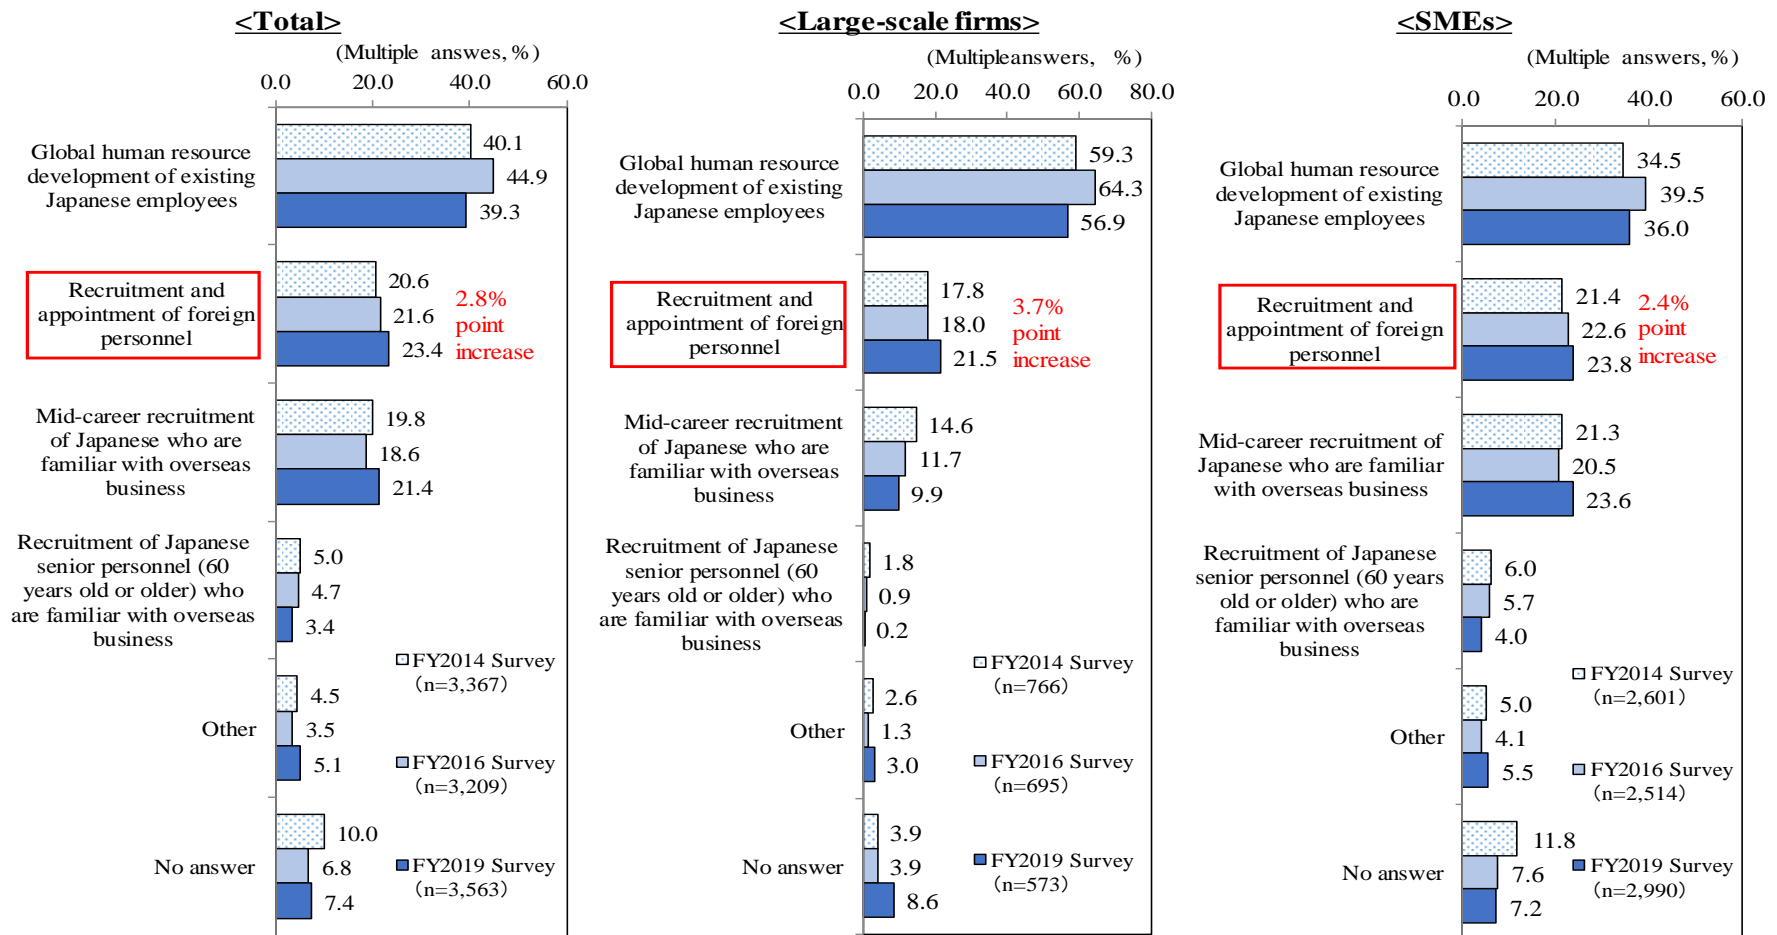 <Total>
(Multiple answes, %)
0.0 20.0 40.0 60.0
Global human resource
development of existing
Japanese employees
40.1
44.9
39.3
Recruitment and
appointment of foreign
personnel
20.6
21.6
23.4
2.8%
point
increase
Mid-career recruitment
of Japanese who are
familiar with overseas
business
19.8
18.6
21.4
Recruitment of Japanese
senior personnel (60
years old or older) who
are familiar with overseas
business
5.0
4.7
3.4
Other
4.5
3.5
5.1
No answer
10.0
6.8
7.4
FY2014 Survey
(n=3,367)
FY2016 Survey
(n=3,209)
FY2019 Survey
(n=3,563)
<Large-scale firms>
(Multipleanswers, %)
0.0 20.0 40.0 60.0 80.0
Global human resource
development of existing
Japanese employees
59.3
64.3
56.9
Recruitment and
appointment of foreign
personnel
17.8
18.0
21.5
3.7%
point
increase
Mid-career recruitment
of Japanese who are
familiar with overseas
business
14.6
11.7
9.9
Recruitment of Japanese
senior personnel (60
years old or older) who
are familiar with overseas
business
1.8
0.9
0.2
Other
2.6
1.3
3.0
No answer
3.9
3.9
8.6
FY2014 Survey
(n=766)
FY2016 Survey
(n=695)
FY2019 Survey
(n=573)
<SMEs>
(Multiple answers, %)
0.0 20.0 40.0 60.0
Global human resource
development of existing
Japanese employees
34.5
39.5
36.0
Recruitment and
appointment of foreign
personnel
21.4
22.6
23.8
2.4%
point
increase
Mid-career recruitment of
Japanese who are familiar
with overseas business
21.3
20.5
23.6
Recruitment of Japanese
senior personnel (60 years
old or older) who are
familiar with overseas
business
6.0
5.7
4.0
Other
5.0
4.1
5.5
No answer
11.8
7.6
7.2
FY2014 Survey
(n=2,601)
FY2016 Survey
(n=2,514)
FY2019 Survey
(n=2,990)